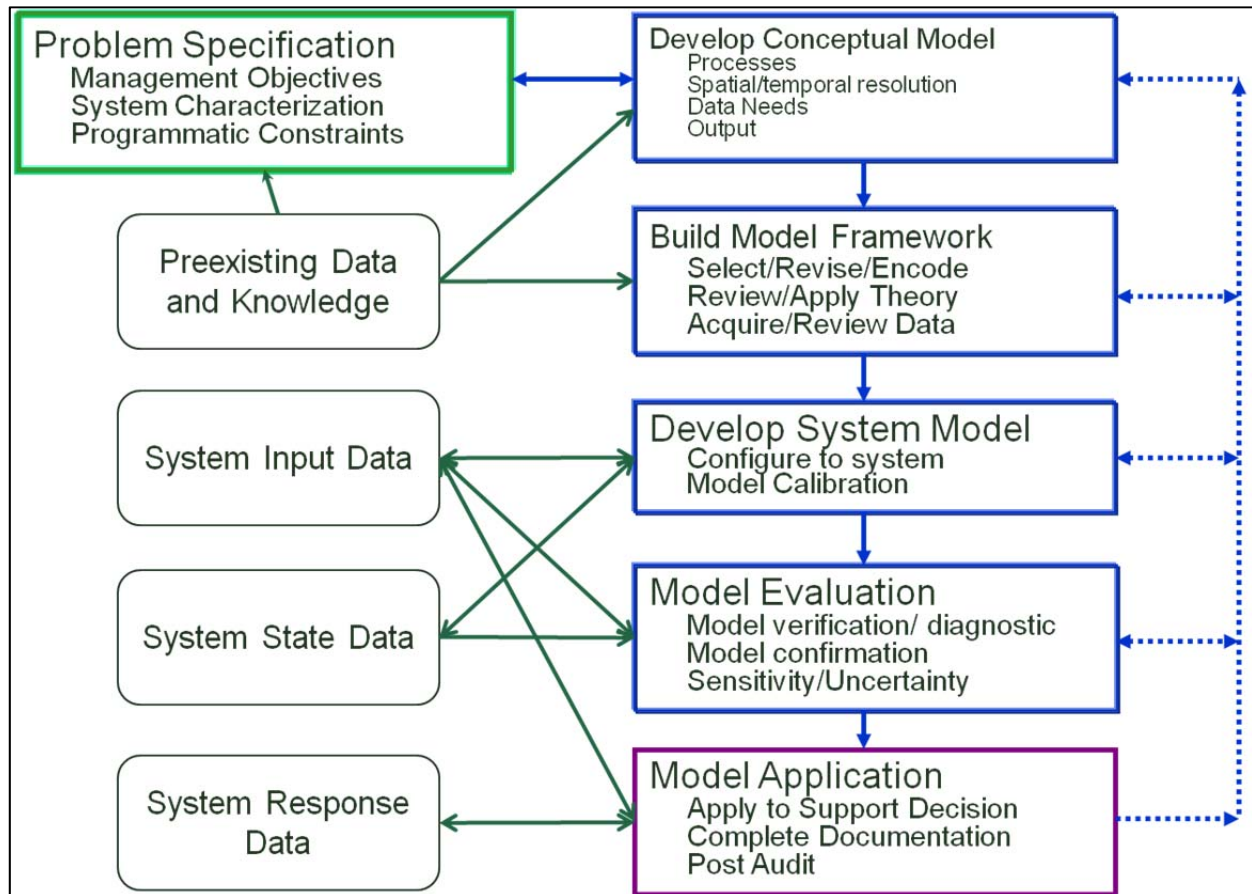 Problem Specification
Management Objectives
System Characterization
Programmatic Constraints
Preexisting Data
and Knowledge
System Input Data
System State Data
System Response
Data
Develop Conceptual Model
Processes
Spatial/temporal resolution
Data Needs
Output
Build Model Framework
Select/Revise/Encode
Review/Apply Theory
Acquire/Review Data
Develop System Model
Configure to system
Model Calibration
Model Evaluation
Model verification/ diagnostic
Model confirmation
Sensitivity/Uncertainty
Model Application
Apply to Support Decision
Complete Documentation
Post Audit